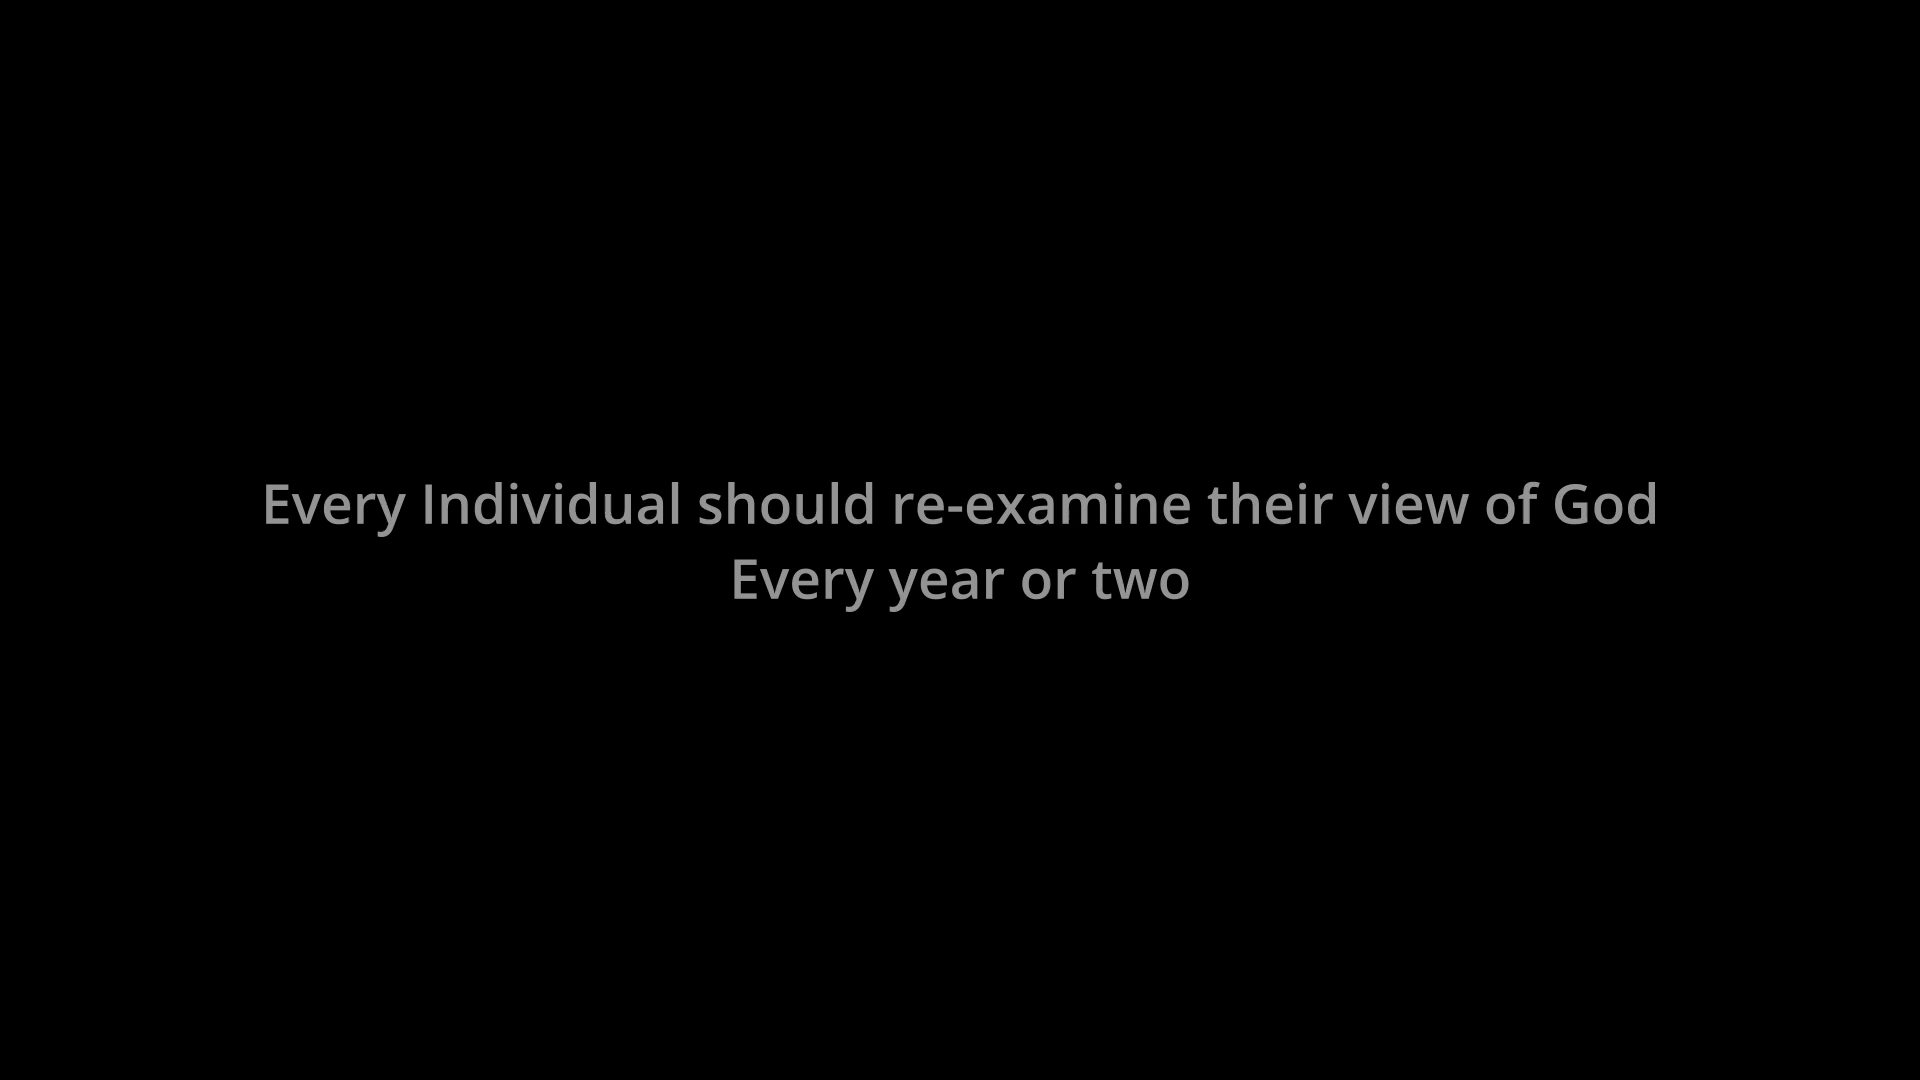 Every Individual should re-examine their view of God
Every year or two